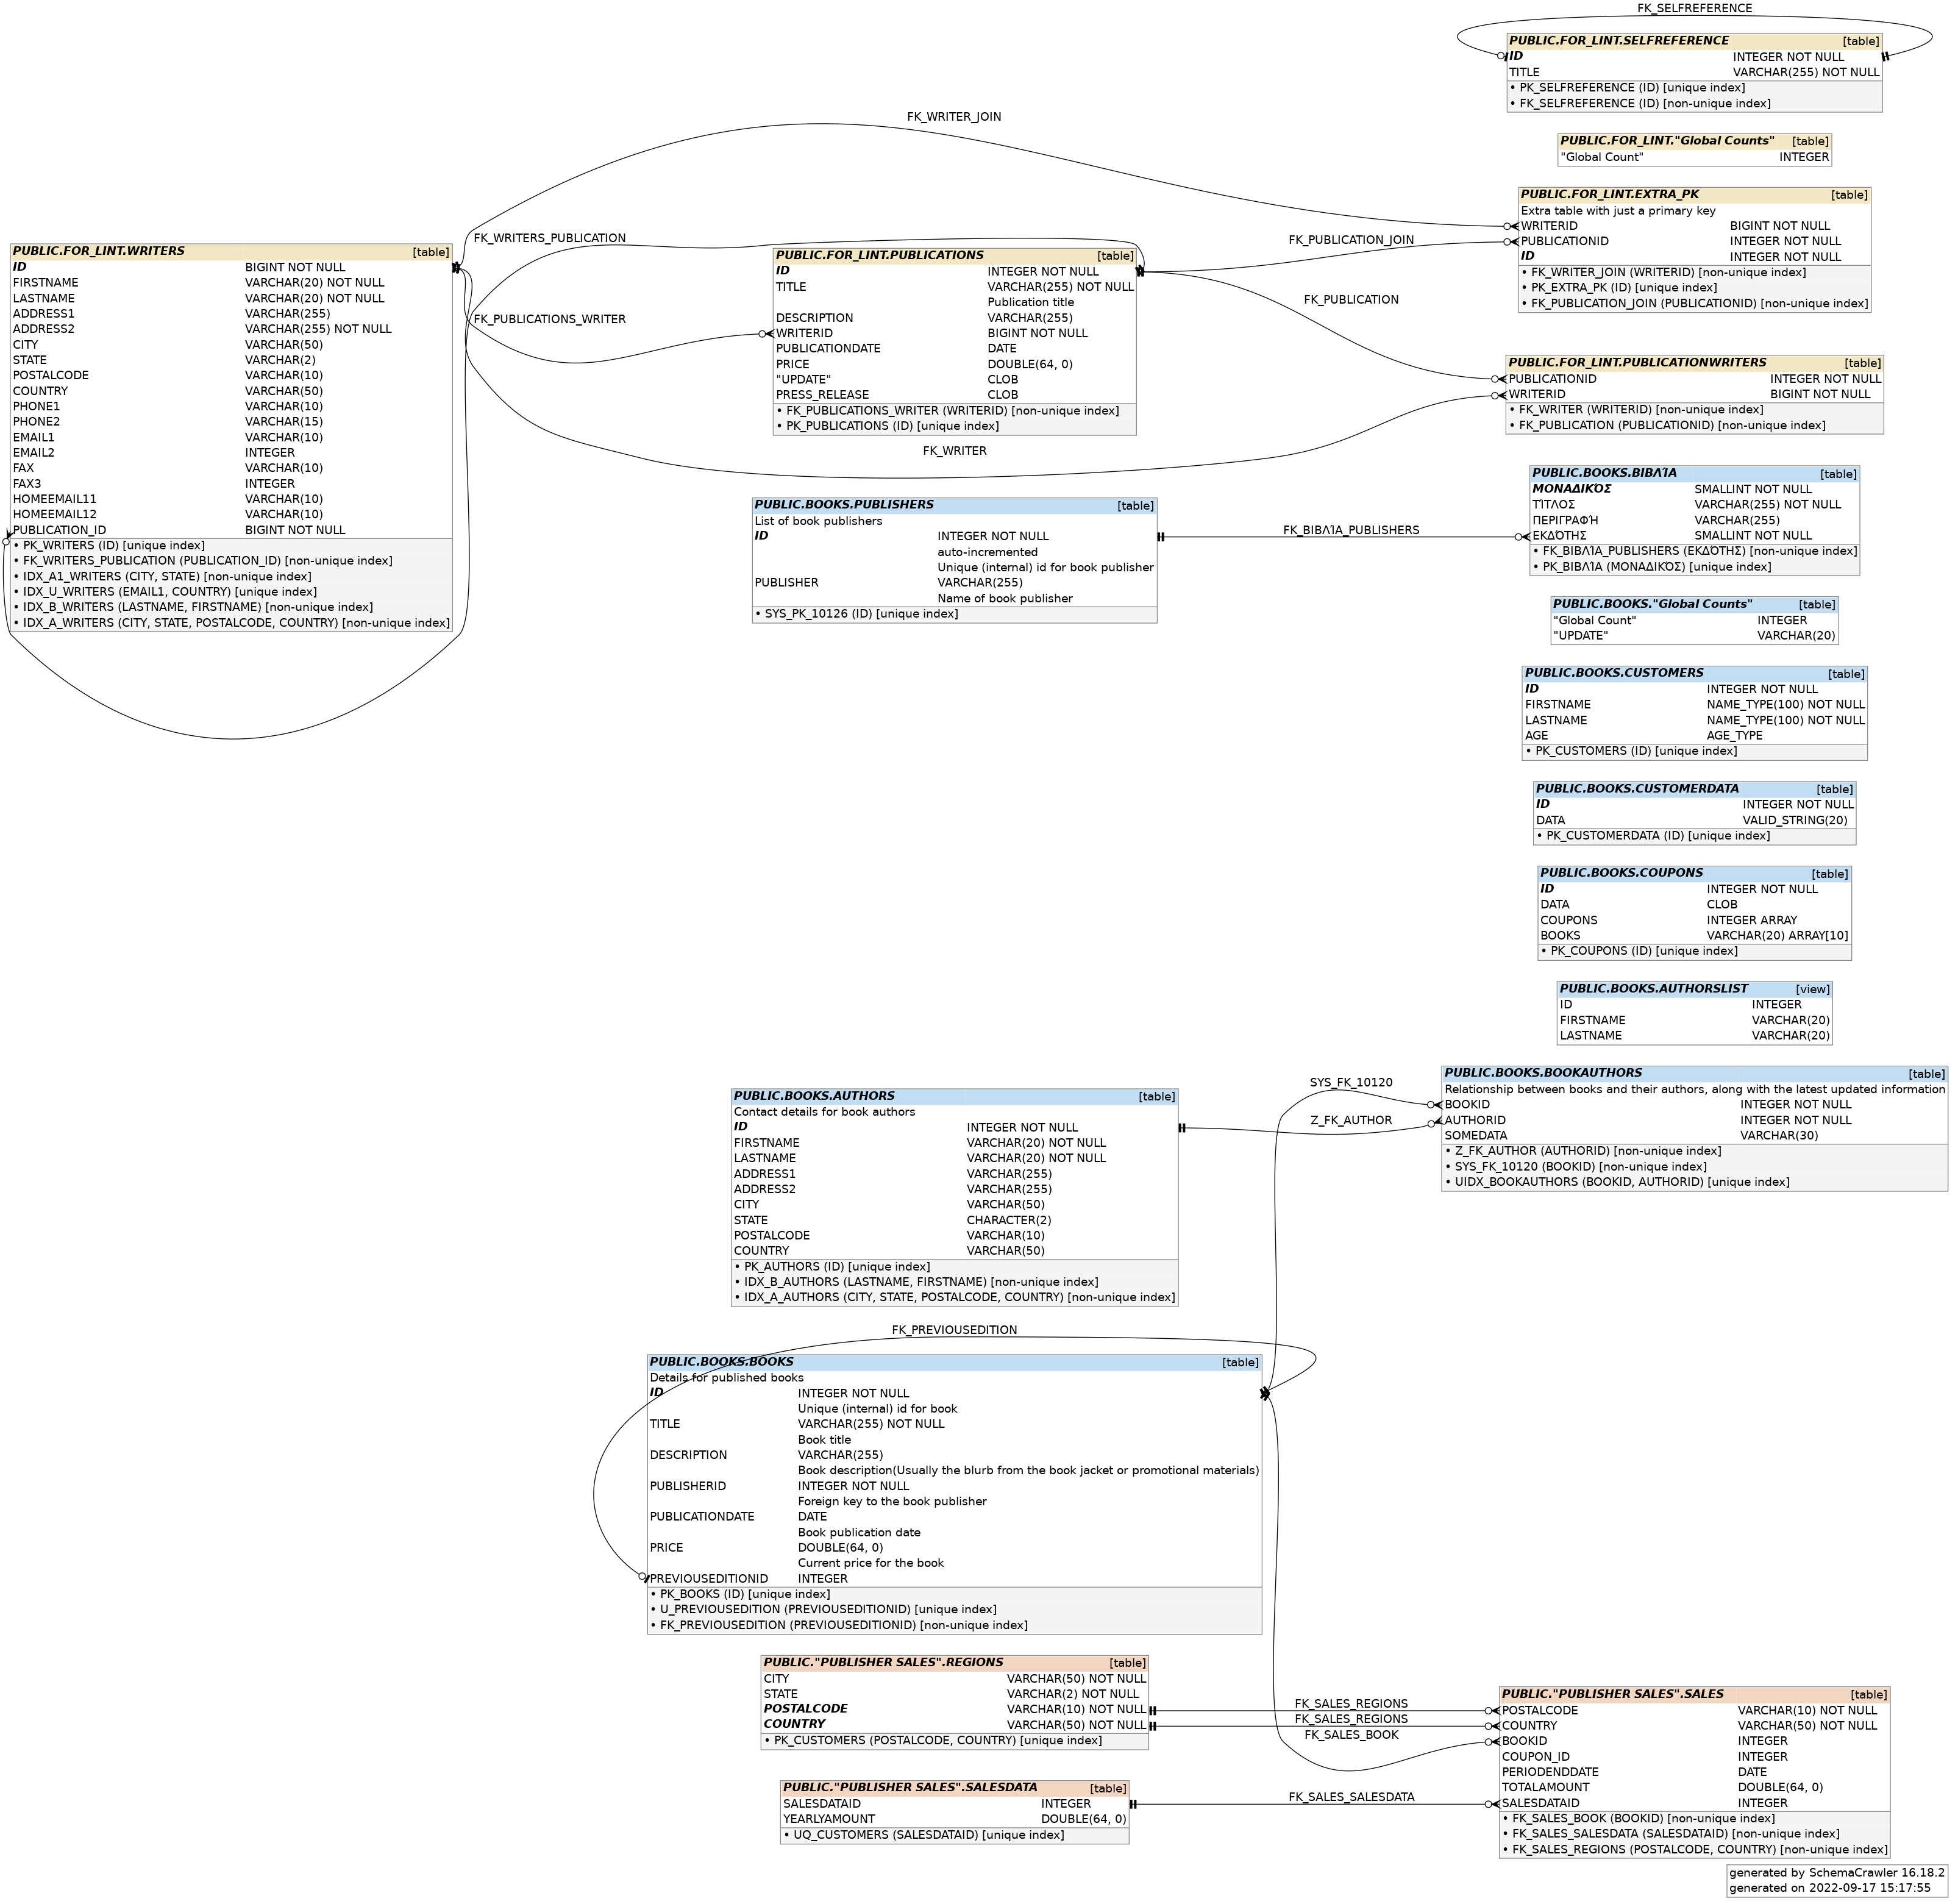 FK_SELFREFERENCE
PUBLIC.FOR_LINT.SELFREFERENCE [table]
ID INTEGER NOT NULL
TITLE VARCHAR(255) NOT NULL
• PK_SELFREFERENCE (ID) [unique index]
• FK_SELFREFERENCE (ID) [non-unique index]
FK_WRITER_JOIN
PUBLIC.FOR_LINT."Global Counts" [table]
"Global Count" INTEGER
PUBLIC.FOR_LINT.EXTRA_PK [table]
Extra table with just a primary key
WRITERID BIGINT NOT NULL
PUBLICATIONID INTEGER NOT NULL
ID INTEGER NOT NULL
• FK_WRITER_JOIN (WRITERID) [non-unique index]
• PK_EXTRA_PK (ID) [unique index]
• FK_PUBLICATION_JOIN (PUBLICATIONID) [non-unique index]
PUBLIC.FOR_LINT.WRITERS [table]
ID BIGINT NOT NULL
FIRSTNAME VARCHAR(20) NOT NULL
LASTNAME VARCHAR(20) NOT NULL
ADDRESS1 VARCHAR(255)
ADDRESS2 VARCHAR(255) NOT NULL
CITY VARCHAR(50)
STATE VARCHAR(2)
POSTALCODE VARCHAR(10)
COUNTRY VARCHAR(50)
PHONE1 VARCHAR(10)
PHONE2 VARCHAR(15)
EMAIL1 VARCHAR(10)
EMAIL2 INTEGER
FAX VARCHAR(10)
FAX3 INTEGER
HOMEEMAIL11 VARCHAR(10)
HOMEEMAIL12 VARCHAR(10)
PUBLICATION_ID BIGINT NOT NULL
• PK_WRITERS (ID) [unique index]
• FK_WRITERS_PUBLICATION (PUBLICATION_ID) [non-unique index]
• IDX_A1_WRITERS (CITY, STATE) [non-unique index]
• IDX_U_WRITERS (EMAIL1, COUNTRY) [unique index]
• IDX_B_WRITERS (LASTNAME, FIRSTNAME) [non-unique index]
• IDX_A_WRITERS (CITY, STATE, POSTALCODE, COUNTRY) [non-unique index]
FK_WRITERS_PUBLICATION
FK_PUBLICATIONS_WRITER
PUBLIC.FOR_LINT.PUBLICATIONS [table]
ID INTEGER NOT NULL
TITLE VARCHAR(255) NOT NULL
Publication title
DESCRIPTION VARCHAR(255)
WRITERID BIGINT NOT NULL
PUBLICATIONDATE DATE
PRICE DOUBLE(64, 0)
"UPDATE" CLOB
PRESS_RELEASE CLOB
• FK_PUBLICATIONS_WRITER (WRITERID) [non-unique index]
• PK_PUBLICATIONS (ID) [unique index]
FK_PUBLICATION_JOIN
FK_PUBLICATION
FK_WRITER
PUBLIC.FOR_LINT.PUBLICATIONWRITERS [table]
PUBLICATIONID INTEGER NOT NULL
WRITERID BIGINT NOT NULL
• FK_WRITER (WRITERID) [non-unique index]
• FK_PUBLICATION (PUBLICATIONID) [non-unique index]
PUBLIC.BOOKS.PUBLISHERS [table]
List of book publishers
ID INTEGER NOT NULL
auto-incremented
Unique (internal) id for book publisher
PUBLISHER VARCHAR(255)
Name of book publisher
• SYS_PK_10126 (ID) [unique index]
FK_ΒΙΒΛΊΑ_PUBLISHERS
PUBLIC.BOOKS.ΒΙΒΛΊΑ [table]
ΜΟΝΑΔΙΚΌΣ SMALLINT NOT NULL
ΤΊΤΛΟΣ VARCHAR(255) NOT NULL
ΠΕΡΙΓΡΑΦΉ VARCHAR(255)
ΕΚΔΌΤΗΣ SMALLINT NOT NULL
• FK_ΒΙΒΛΊΑ_PUBLISHERS (ΕΚΔΌΤΗΣ) [non-unique index]
• PK_ΒΙΒΛΊΑ (ΜΟΝΑΔΙΚΌΣ) [unique index]
PUBLIC.BOOKS."Global Counts" [table]
"Global Count" INTEGER
"UPDATE" VARCHAR(20)
PUBLIC.BOOKS.CUSTOMERS [table]
ID INTEGER NOT NULL
FIRSTNAME NAME_TYPE(100) NOT NULL
LASTNAME NAME_TYPE(100) NOT NULL
AGE AGE_TYPE
• PK_CUSTOMERS (ID) [unique index]
PUBLIC.BOOKS.CUSTOMERDATA [table]
ID INTEGER NOT NULL
DATA VALID_STRING(20)
• PK_CUSTOMERDATA (ID) [unique index]
PUBLIC.BOOKS.COUPONS [table]
ID INTEGER NOT NULL
DATA CLOB
COUPONS INTEGER ARRAY
BOOKS VARCHAR(20) ARRAY[10]
• PK_COUPONS (ID) [unique index]
PUBLIC.BOOKS.AUTHORSLIST [view]
ID INTEGER
FIRSTNAME VARCHAR(20)
LASTNAME VARCHAR(20)
PUBLIC.BOOKS.AUTHORS [table]
Contact details for book authors
ID INTEGER NOT NULL
FIRSTNAME VARCHAR(20) NOT NULL
LASTNAME VARCHAR(20) NOT NULL
ADDRESS1 VARCHAR(255)
ADDRESS2 VARCHAR(255)
CITY VARCHAR(50)
STATE CHARACTER(2)
POSTALCODE VARCHAR(10)
COUNTRY VARCHAR(50)
• PK_AUTHORS (ID) [unique index]
• IDX_B_AUTHORS (LASTNAME, FIRSTNAME) [non-unique index]
• IDX_A_AUTHORS (CITY, STATE, POSTALCODE, COUNTRY) [non-unique index]
SYS_FK_10120
Z_FK_AUTHOR
PUBLIC.BOOKS.BOOKAUTHORS [table]
Relationship between books and their authors, along with the latest updated information
BOOKID INTEGER NOT NULL
AUTHORID INTEGER NOT NULL
SOMEDATA VARCHAR(30)
• Z_FK_AUTHOR (AUTHORID) [non-unique index]
• SYS_FK_10120 (BOOKID) [non-unique index]
• UIDX_BOOKAUTHORS (BOOKID, AUTHORID) [unique index]
FK_PREVIOUSEDITION
PUBLIC.BOOKS.BOOKS [table]
Details for published books
ID INTEGER NOT NULL
Unique (internal) id for book
TITLE VARCHAR(255) NOT NULL
Book title
DESCRIPTION VARCHAR(255)
Book description(Usually the blurb from the book jacket or promotional materials)
PUBLISHERID INTEGER NOT NULL
Foreign key to the book publisher
PUBLICATIONDATE DATE
Book publication date
PRICE DOUBLE(64, 0)
Current price for the book
PREVIOUSEDITIONID INTEGER
• PK_BOOKS (ID) [unique index]
• U_PREVIOUSEDITION (PREVIOUSEDITIONID) [unique index]
• FK_PREVIOUSEDITION (PREVIOUSEDITIONID) [non-unique index]
PUBLIC."PUBLISHER SALES".REGIONS [table]
CITY VARCHAR(50) NOT NULL
STATE VARCHAR(2) NOT NULL
POSTALCODE VARCHAR(10) NOT NULL
COUNTRY VARCHAR(50) NOT NULL
• PK_CUSTOMERS (POSTALCODE, COUNTRY) [unique index]
FK_SALES_REGIONS
FK_SALES_REGIONS
FK_SALES_BOOK
PUBLIC."PUBLISHER SALES".SALES [table]
POSTALCODE VARCHAR(10) NOT NULL
COUNTRY VARCHAR(50) NOT NULL
BOOKID INTEGER
COUPON_ID INTEGER
PERIODENDDATE DATE
TOTALAMOUNT DOUBLE(64, 0)
SALESDATAID INTEGER
• FK_SALES_BOOK (BOOKID) [non-unique index]
• FK_SALES_SALESDATA (SALESDATAID) [non-unique index]
• FK_SALES_REGIONS (POSTALCODE, COUNTRY) [non-unique index]
PUBLIC."PUBLISHER SALES".SALESDATA [table]
SALESDATAID INTEGER
YEARLYAMOUNT DOUBLE(64, 0)
• UQ_CUSTOMERS (SALESDATAID) [unique index]
FK_SALES_SALESDATA
generated by SchemaCrawler 16.18.2
generated on 2022-09-17 15:17:55